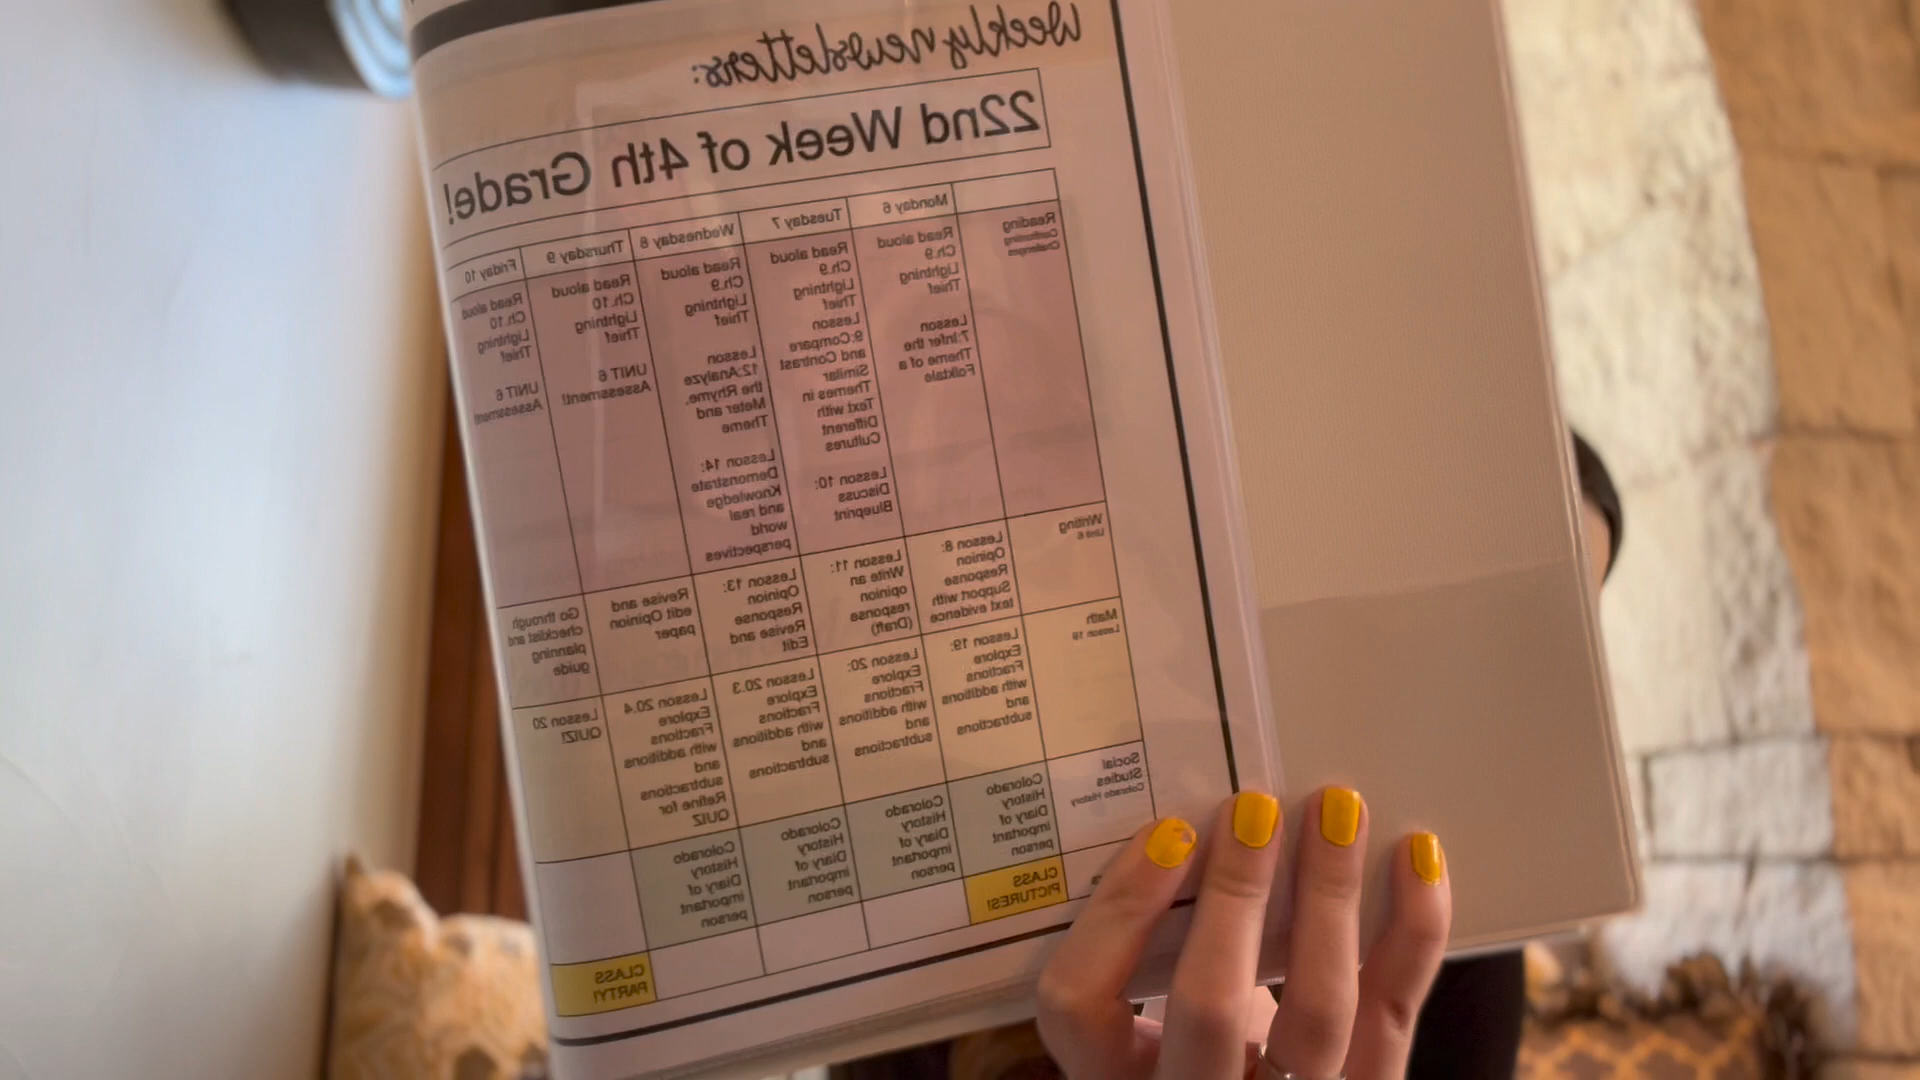 weekly newsletters:
22nd Week of 4th Grade!
Monday 6
Tuesday 7
Wednesday 8
Thursday 9
Friday 10
Reading
Challenges
Read aloud
Ch.9
Lightning
Thief
Lesson
7:Infer the
Theme of a
Folktale
Read aloud
Ch.9
Lightning
Thief
Lesson
9:Compare
and Contrast
Similar
Themes in
Text with
Different
Cultures
Lesson 10:
Discuss
Blueprint
Read aloud
Ch.9
Lightning
Thief
Lesson
12:Analyze
the Rhyme,
Meter and
Theme
Lesson 14:
Demonstrate
Knowledge
and real
world
perspectives
Read aloud
Ch.10
Lightning
Thief
UNIT 6
Assessment!
Read aloud
Ch.10
Lightning
Thief
UNIT 6
Assessment!
Writing
Unit 6
Lesson 8:
Opinion
Response
Support with
text evidence
Lesson 11:
Write an
opinion
response
(Draft)
Lesson 13:
Opinion
Response
Revise and
Edit
Revise and
edit Opinion
paper
Go through
checklist and
planning
guide
Math
Lesson 19
Lesson 19:
Explore
Fractions
with additions
and
subtractions
Lesson 20:
Explore
Fractions
with additions
and
subtractions
Lesson 20.3
Explore
Fractions
with additions
and
subtractions
Lesson 20.4
Explore
Fractions
with additions
and
subtractions
Refine for
QUIZ
Lesson 20
QUIZ!
Social
Studies
Colorado History
Colorado
History
Diary of
important
person
Colorado
History
Diary of
important
person
Colorado
History
Diary of
important
person
Colorado
History
Diary of
important
person
CLASS
PICTURES!
CLASS
PARTY!